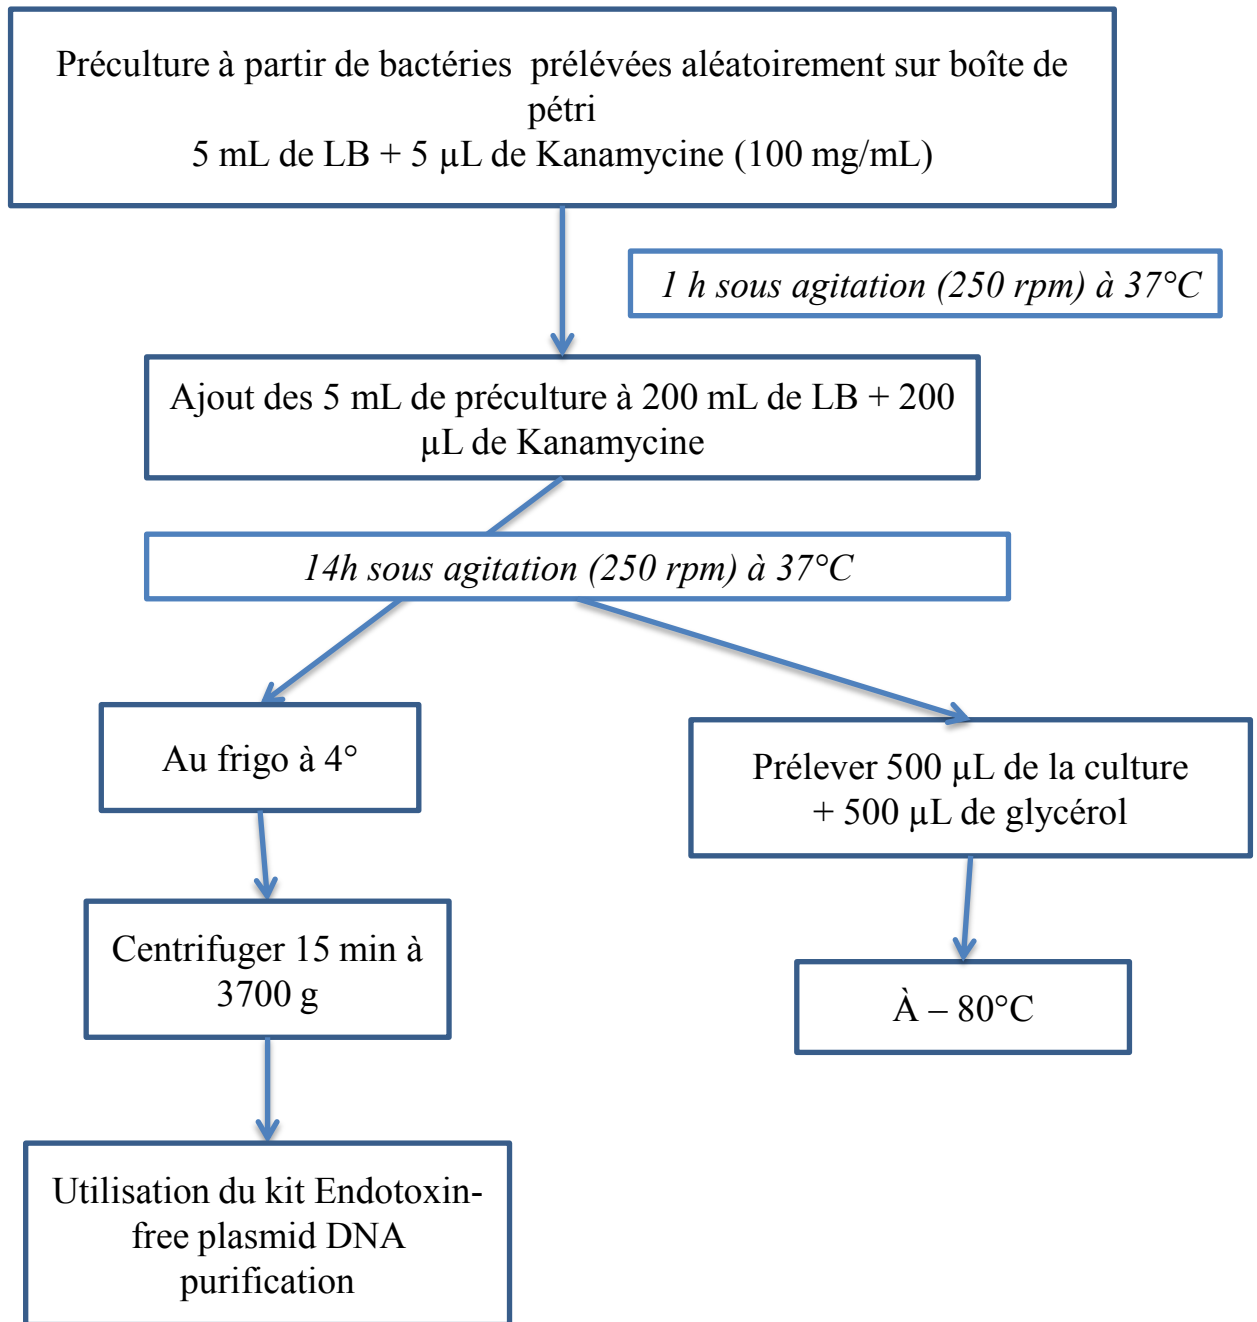 Préculture à partir de bactéries prélévées aléatoirement sur boîte de
pétri
5 mL de LB + 5 µL de Kanamycine (100 mg/mL)
1 h sous agitation (250 rpm) à 37°C
Ajout des 5 mL de préculture à 200 mL de LB + 200
µL de Kanamycine
14h sous agitation (250 rpm) à 37°C
Au frigo à 4°
Prélever 500 µL de la culture
+ 500 µL de glycérol
Centrifuger 15 min à
3700 g
À – 80°C
Utilisation du kit Endotoxin-
free plasmid DNA
purification